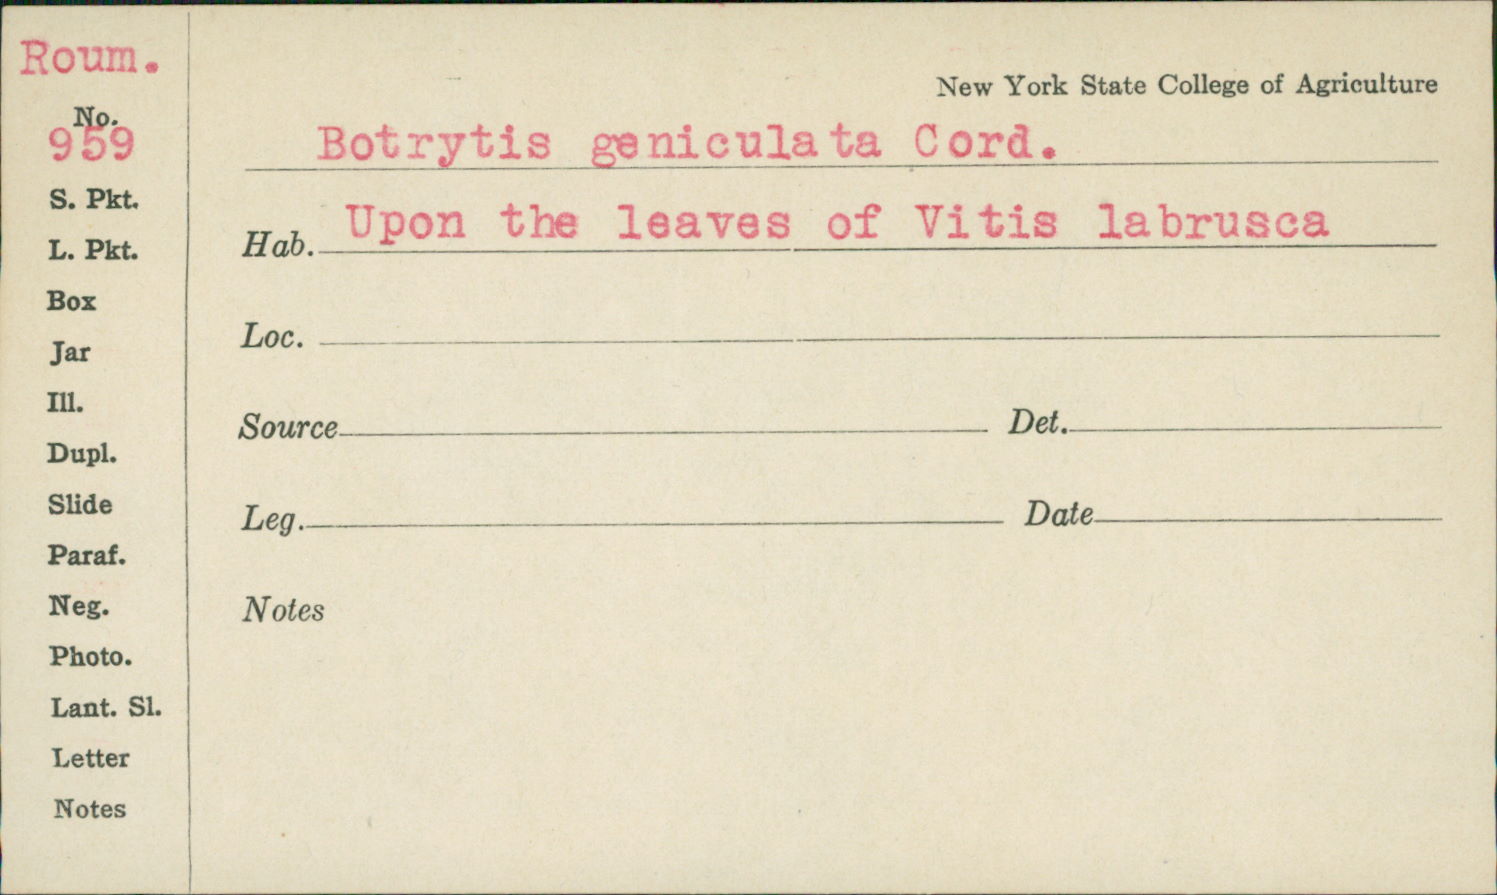 Roum.
No.
959
S. Pkt.
L. Pkt.
Box
Jar
Ill.
Dupl.
Slide
Paraf.
Neg.
Photo.
Lant. Sl.
Letter
Notes
New York State College of Agriculture
Botrytis geniculata Cord.
Hab. Upon the leaves of Vitis labrusca
Loc.
Source Det.
Leg. Date
Notes